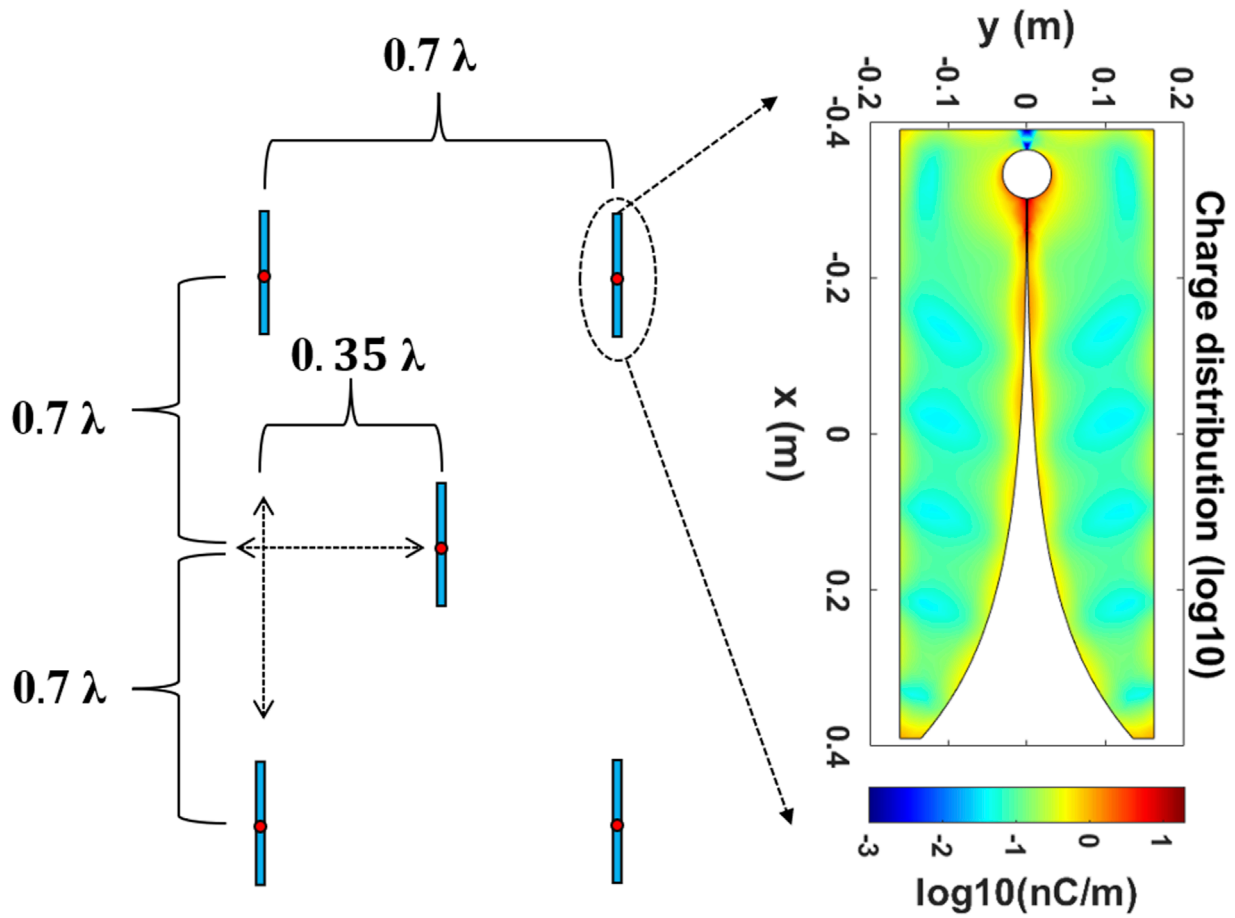 0.7 λ
0.35 λ
0.7 λ
0.7 λ
y (m)
-0.2
-0.1
0
0.1
0.2
-0.4
-0.2
0
0.2
0.4
x (m)
Charge distribution (log10)
-3
-2
-1
0
1
log10(nC/m)